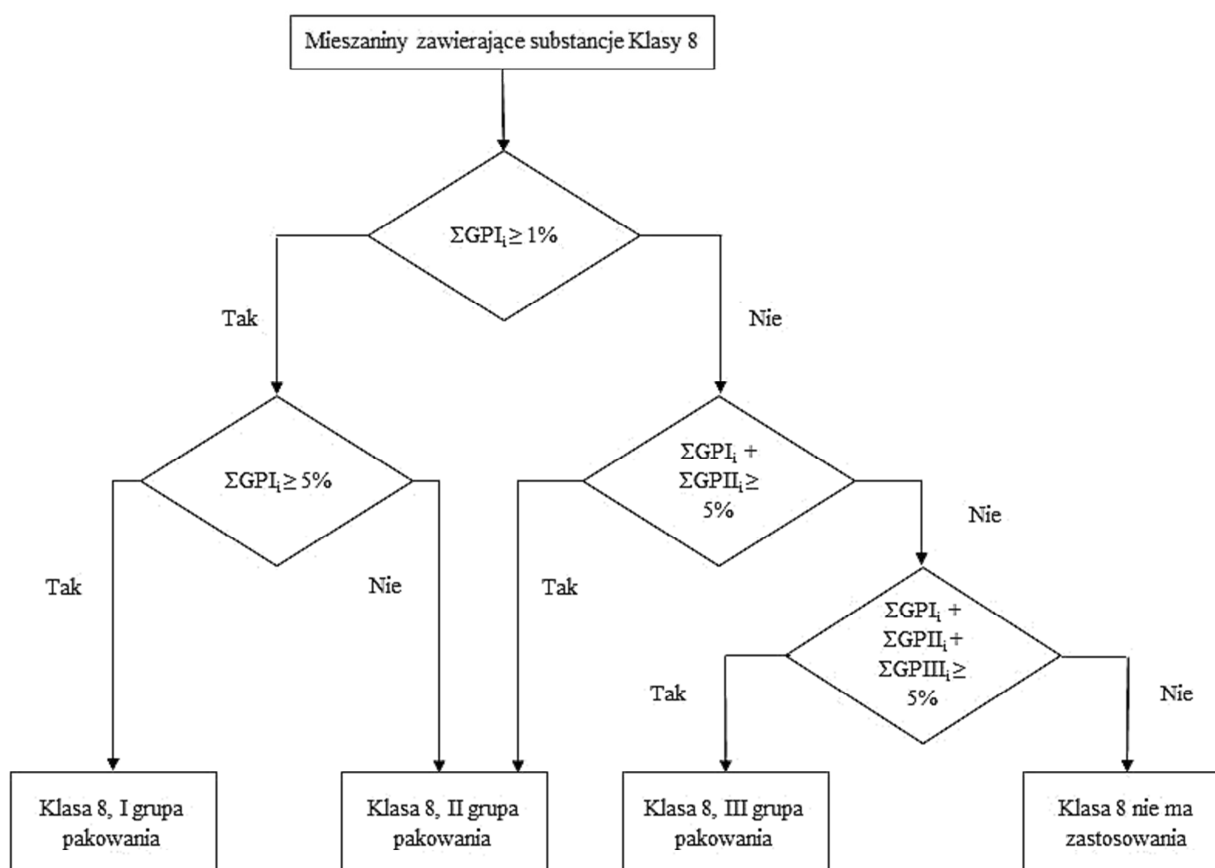 Mieszaniny zawierające substancje Klasy 8
ΣGPIᵢ ≥ 1%
Tak
Nie
ΣGPIᵢ ≥ 5%
ΣGPIᵢ +
ΣGPIIᵢ ≥
5%
Tak
Nie
Tak
Nie
ΣGPIᵢ +
ΣGPIIᵢ +
ΣGPIIIᵢ ≥
5%
Tak
Nie
Klasa 8, I grupa
pakowania
Klasa 8, II grupa
pakowania
Klasa 8, III grupa
pakowania
Klasa 8 nie ma
zastosowania